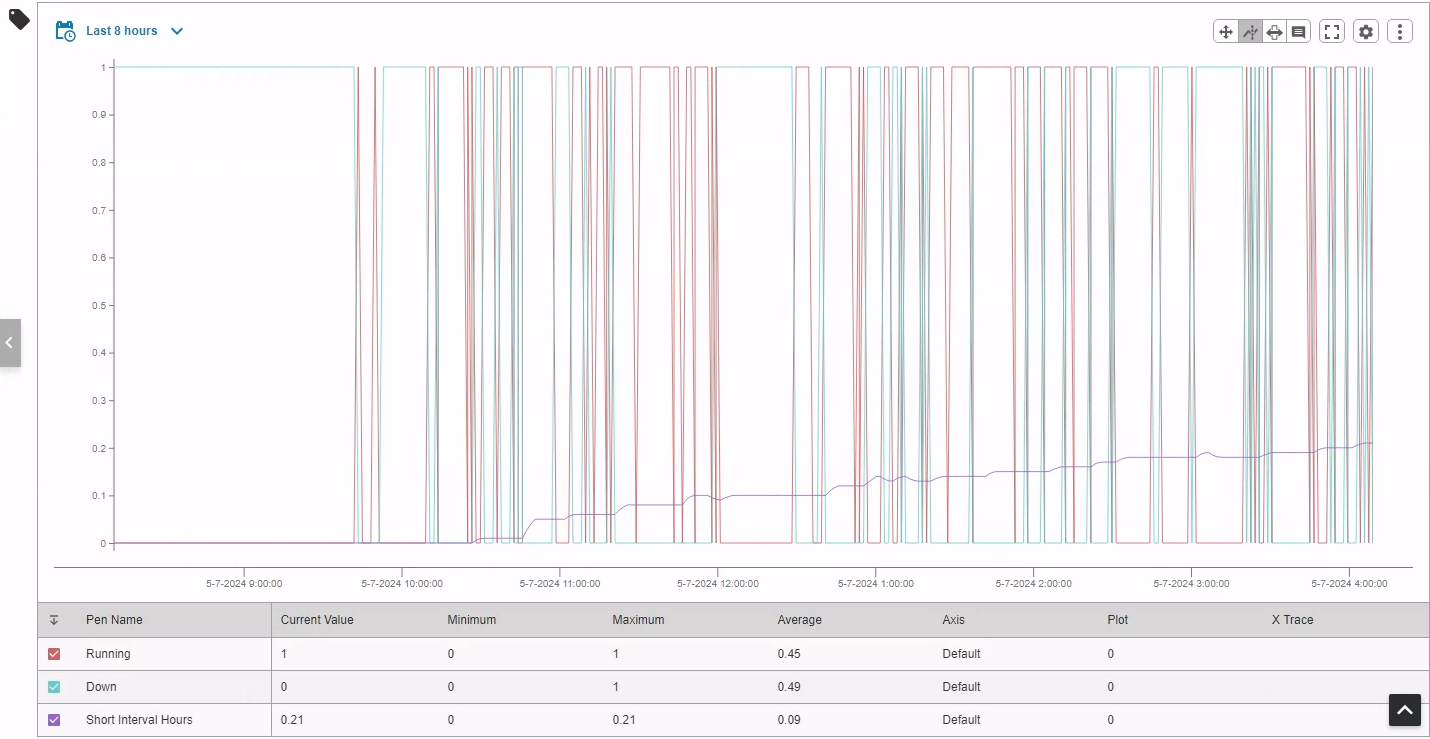 Last 8 hours
1
0.9
0.8
0.7
0.6
0.5
0.4
0.3
0.2
0.1
0
5-7-2024 9:00:00 5-7-2024 10:00:00 5-7-2024 11:00:00 5-7-2024 12:00:00 5-7-2024 1:00:00 5-7-2024 2:00:00 5-7-2024 3:00:00 5-7-2024 4:00:00
Pen Name Current Value Minimum Maximum Average Axis Plot X Trace
Running 1 0 1 0.45 Default 0
Down 0 0 1 0.49 Default 0
Short Interval Hours 0.21 0 0.21 0.09 Default 0